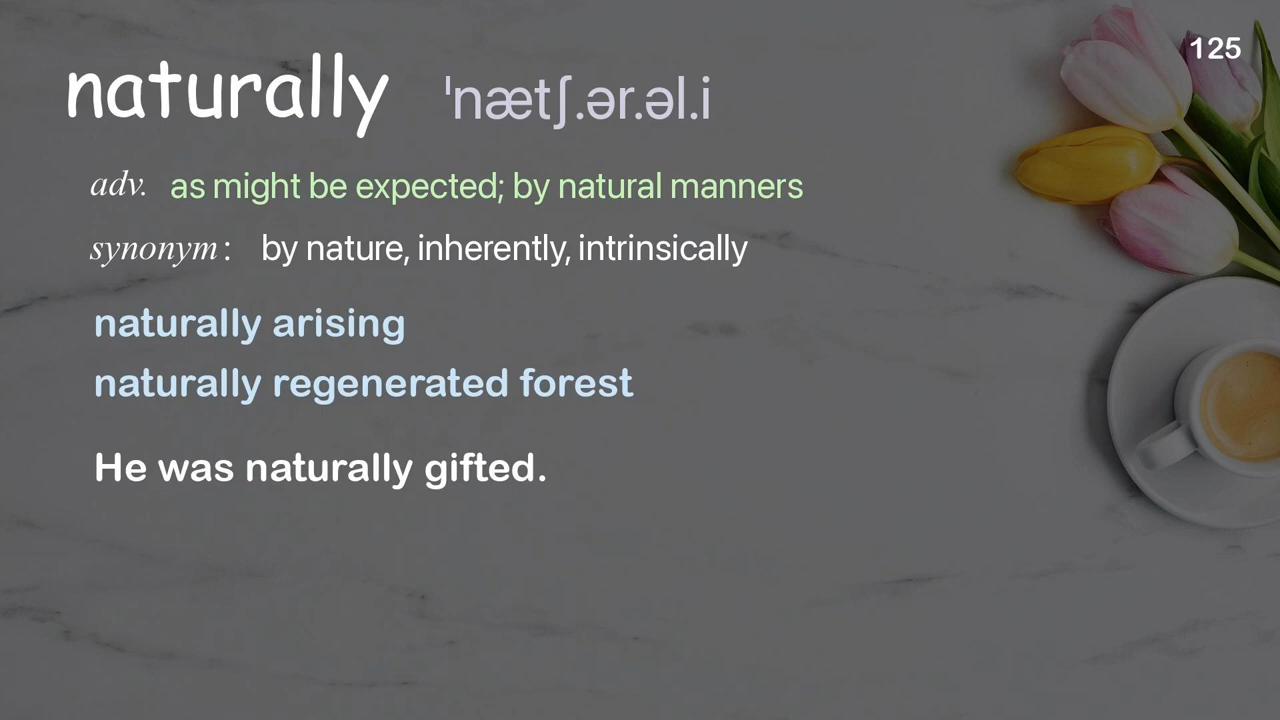 125
naturally ˈnætʃ.ər.əl.i
adv. as might be expected; by natural manners
synonym: by nature, inherently, intrinsically
naturally arising
naturally regenerated forest
He was naturally gifted.